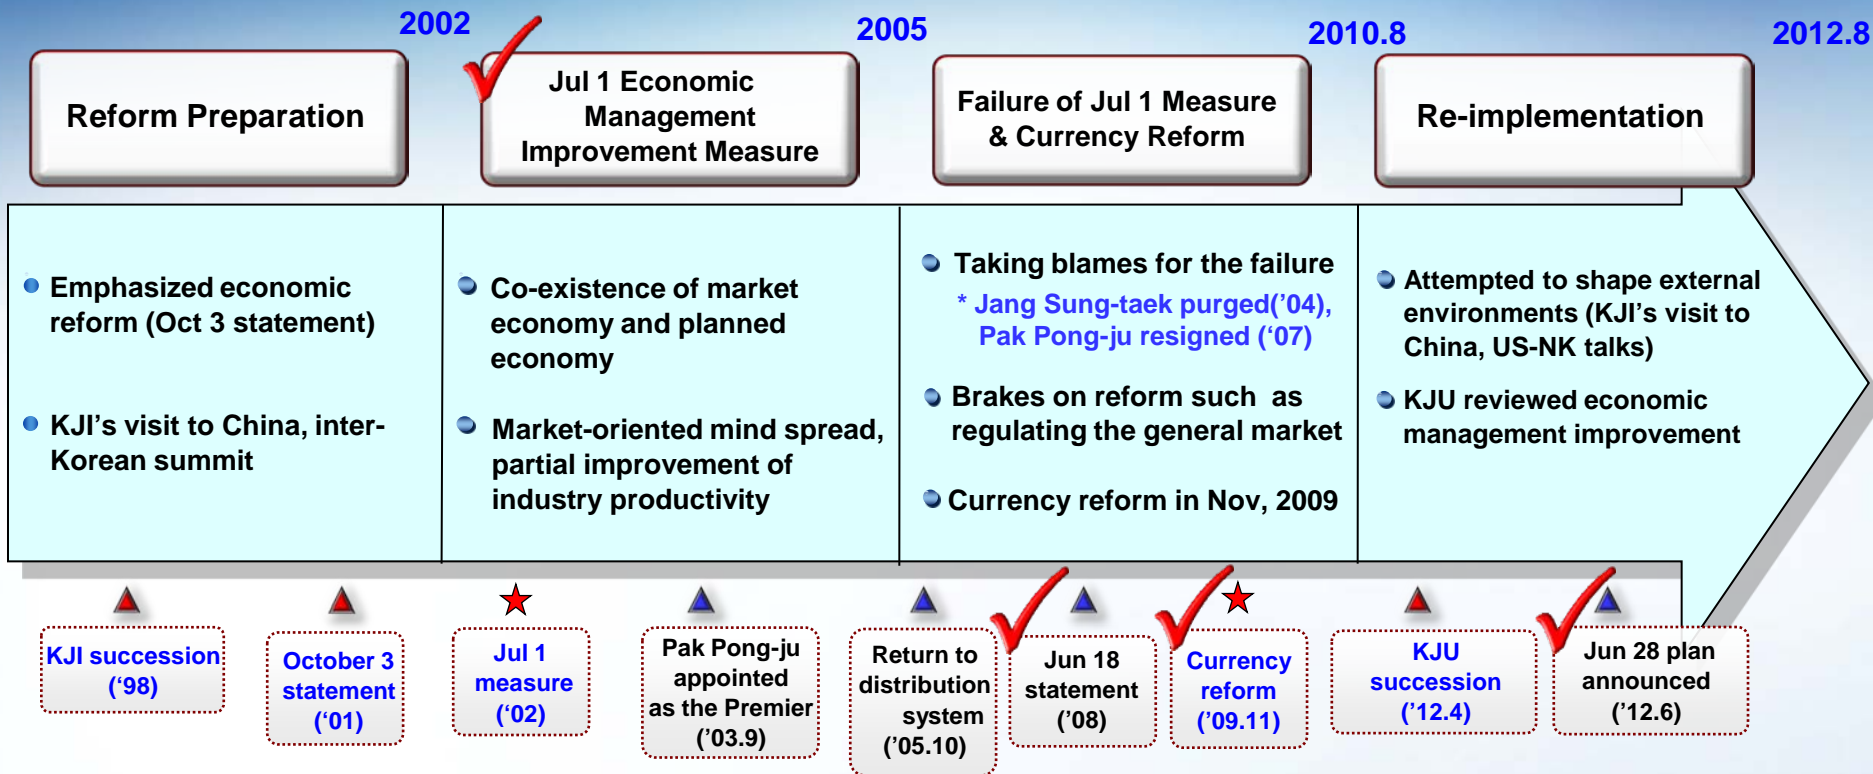 2002
2005
2010.8
2012.8
Reform Preparation
Jul 1 Economic
Management
Improvement Measure
Failure of Jul 1 Measure
& Currency Reform
Re-implementation
Emphasized economic
reform (Oct 3 statement)
KJI's visit to China, inter-
Korean summit
Co-existence of market
economy and planned
economy
Market-oriented mind spread,
partial improvement of
industry productivity
Taking blames for the failure
* Jang Sung-taek purged('04),
Pak Pong-ju resigned ('07)
Brakes on reform such as
regulating the general market
Currency reform in Nov, 2009
Attempted to shape external
environments (KJI's visit to
China, US-NK talks)
KJU reviewed economic
management improvement
KJI succession
('98)
October 3
statement
('01)
Jul 1
measure
('02)
Pak Pong-ju
appointed
as the Premier
('03.9)
Return to
distribution
system
('05.10)
Jun 18
statement
('08)
Currency
reform
('09.11)
KJU
succession
('12.4)
Jun 28 plan
announced
('12.6)